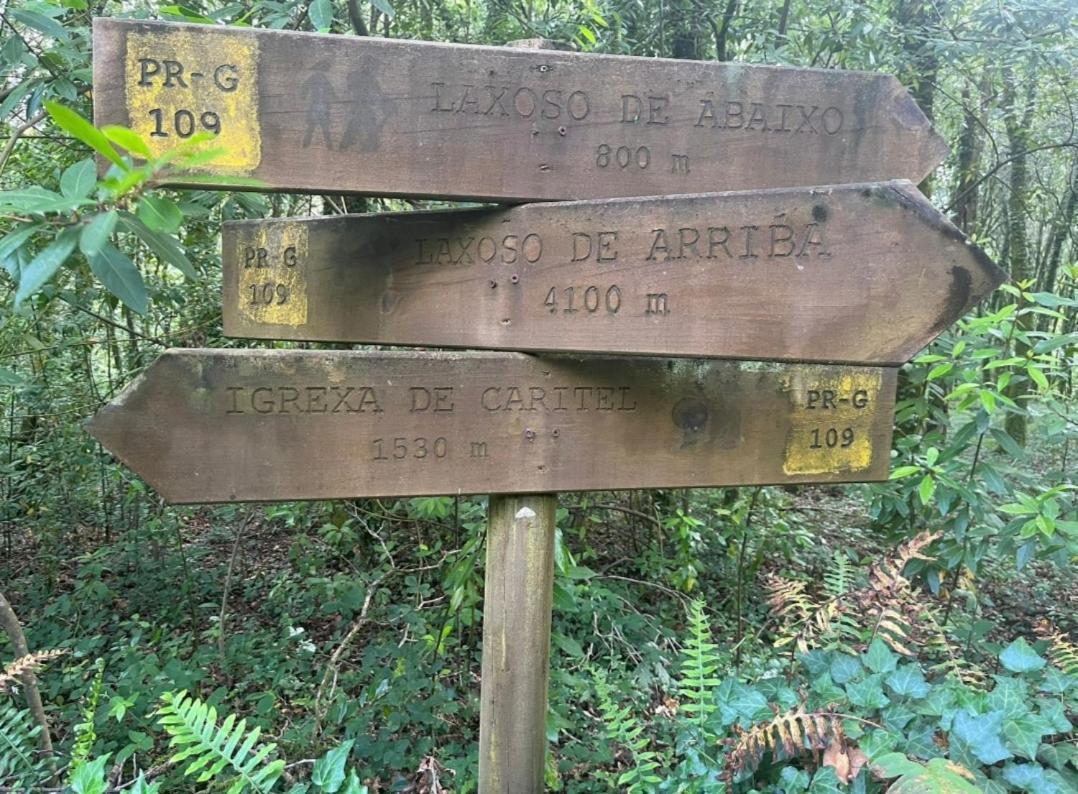 PR-G
109
LAXOSO DE ABAIXO
800 m
PR-G
109
LAXOSO DE ARRIBA
4100 m
IGREXA DE CARITEL
1530 m
PR-G
109